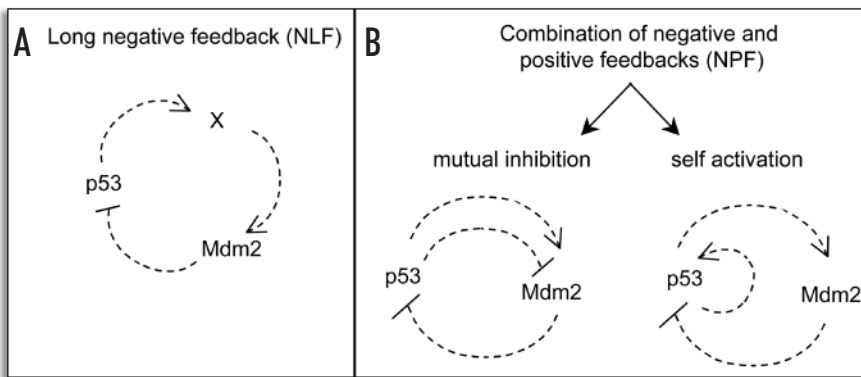 A
Long negative feedback (NLF)
X
p53
Mdm2
B
Combination of negative and
positive feedbacks (NPF)
mutual inhibition
self activation
p53
Mdm2
p53
Mdm2